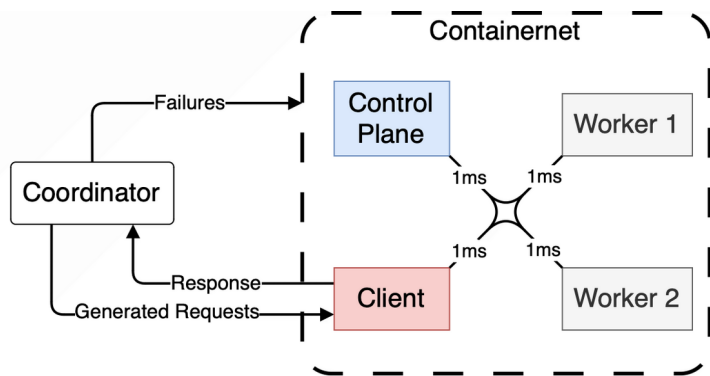 Containernet
Failures
Control
Plane
Worker 1
1ms
1ms
Coordinator
1ms
1ms
Response
Generated Requests
Client
Worker 2